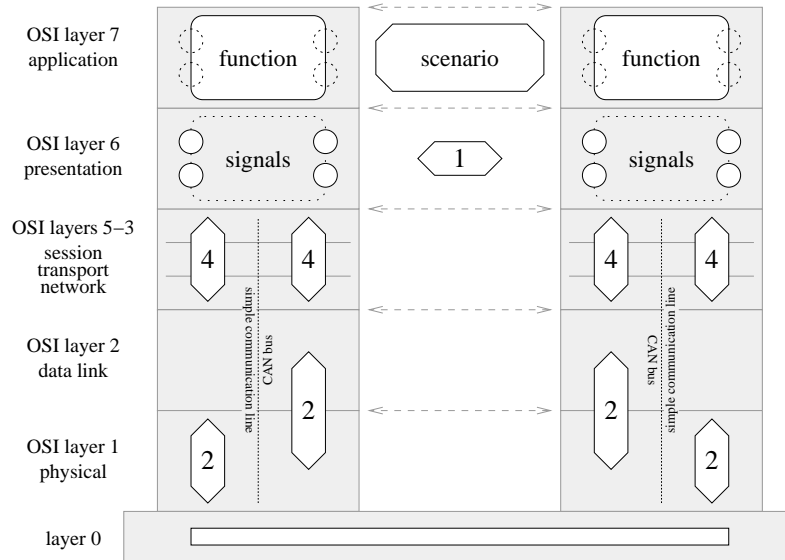 OSI layer 7
application
function
scenario
function
OSI layer 6
presentation
signals
1
signals
OSI layers 5−3
session
transport
network
4
4
4
4
simple communication line
CAN bus
CAN bus
simple communication line
OSI layer 2
data link
2
2
OSI layer 1
physical
2
2
layer 0